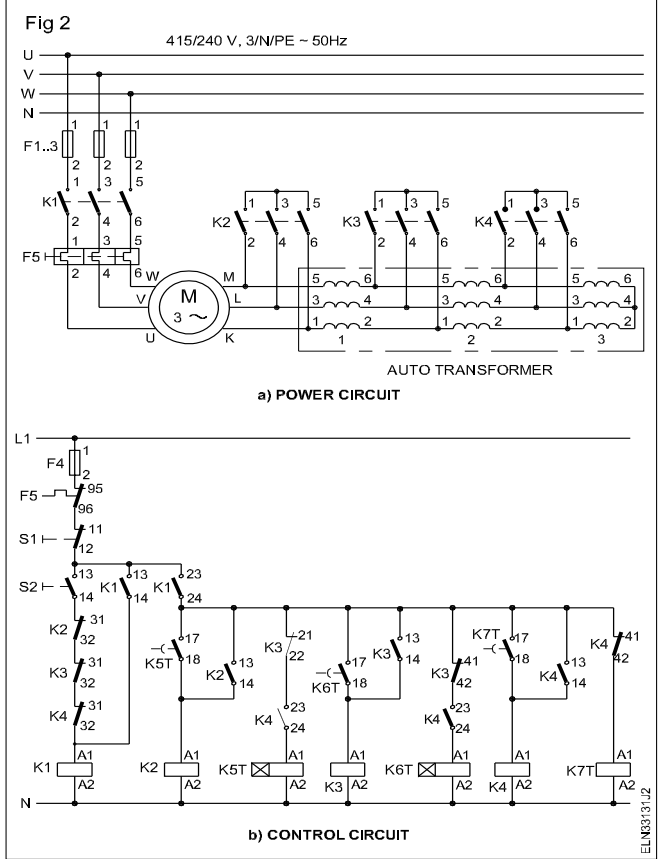 Fig 2
415/240 V, 3/N/PE ~ 50Hz
U
V
W
N
1 1 1
F1..3
2 2 2
1 3 5
K1
2 4 6
1 3 5
F5
2 4 6
1 3 5
K2
2 4 6
1 3 5
K3
2 4 6
1 3 5
K4
2 4 6
W M
V M L
3 ~
U K
5 6 5 6 5 6
3 4 3 4 3 4
1 2 1 2 1 2
1 2 3
AUTO TRANSFORMER
a) POWER CIRCUIT
L1
F4 1
2
F5 95
96
S1 11
12
S2 13
14
K1 13
14
K1 23
24
K2 31
32
K3 31
32
K4 31
32
K5T 17
18
K2 13
14
K3 21
22
K4 23
24
K6T 17
18
K3 13
14
K3 41
42
K4 23
24
K7T 17
18
K4 13
14
K4 41
42
A1 A1 A1 A1 A1 A1 A1
K1 K2 K5T K3 K6T K4 K7T
A2 A2 A2 A2 A2 A2 A2
N
b) CONTROL CIRCUIT
ELN33131J2